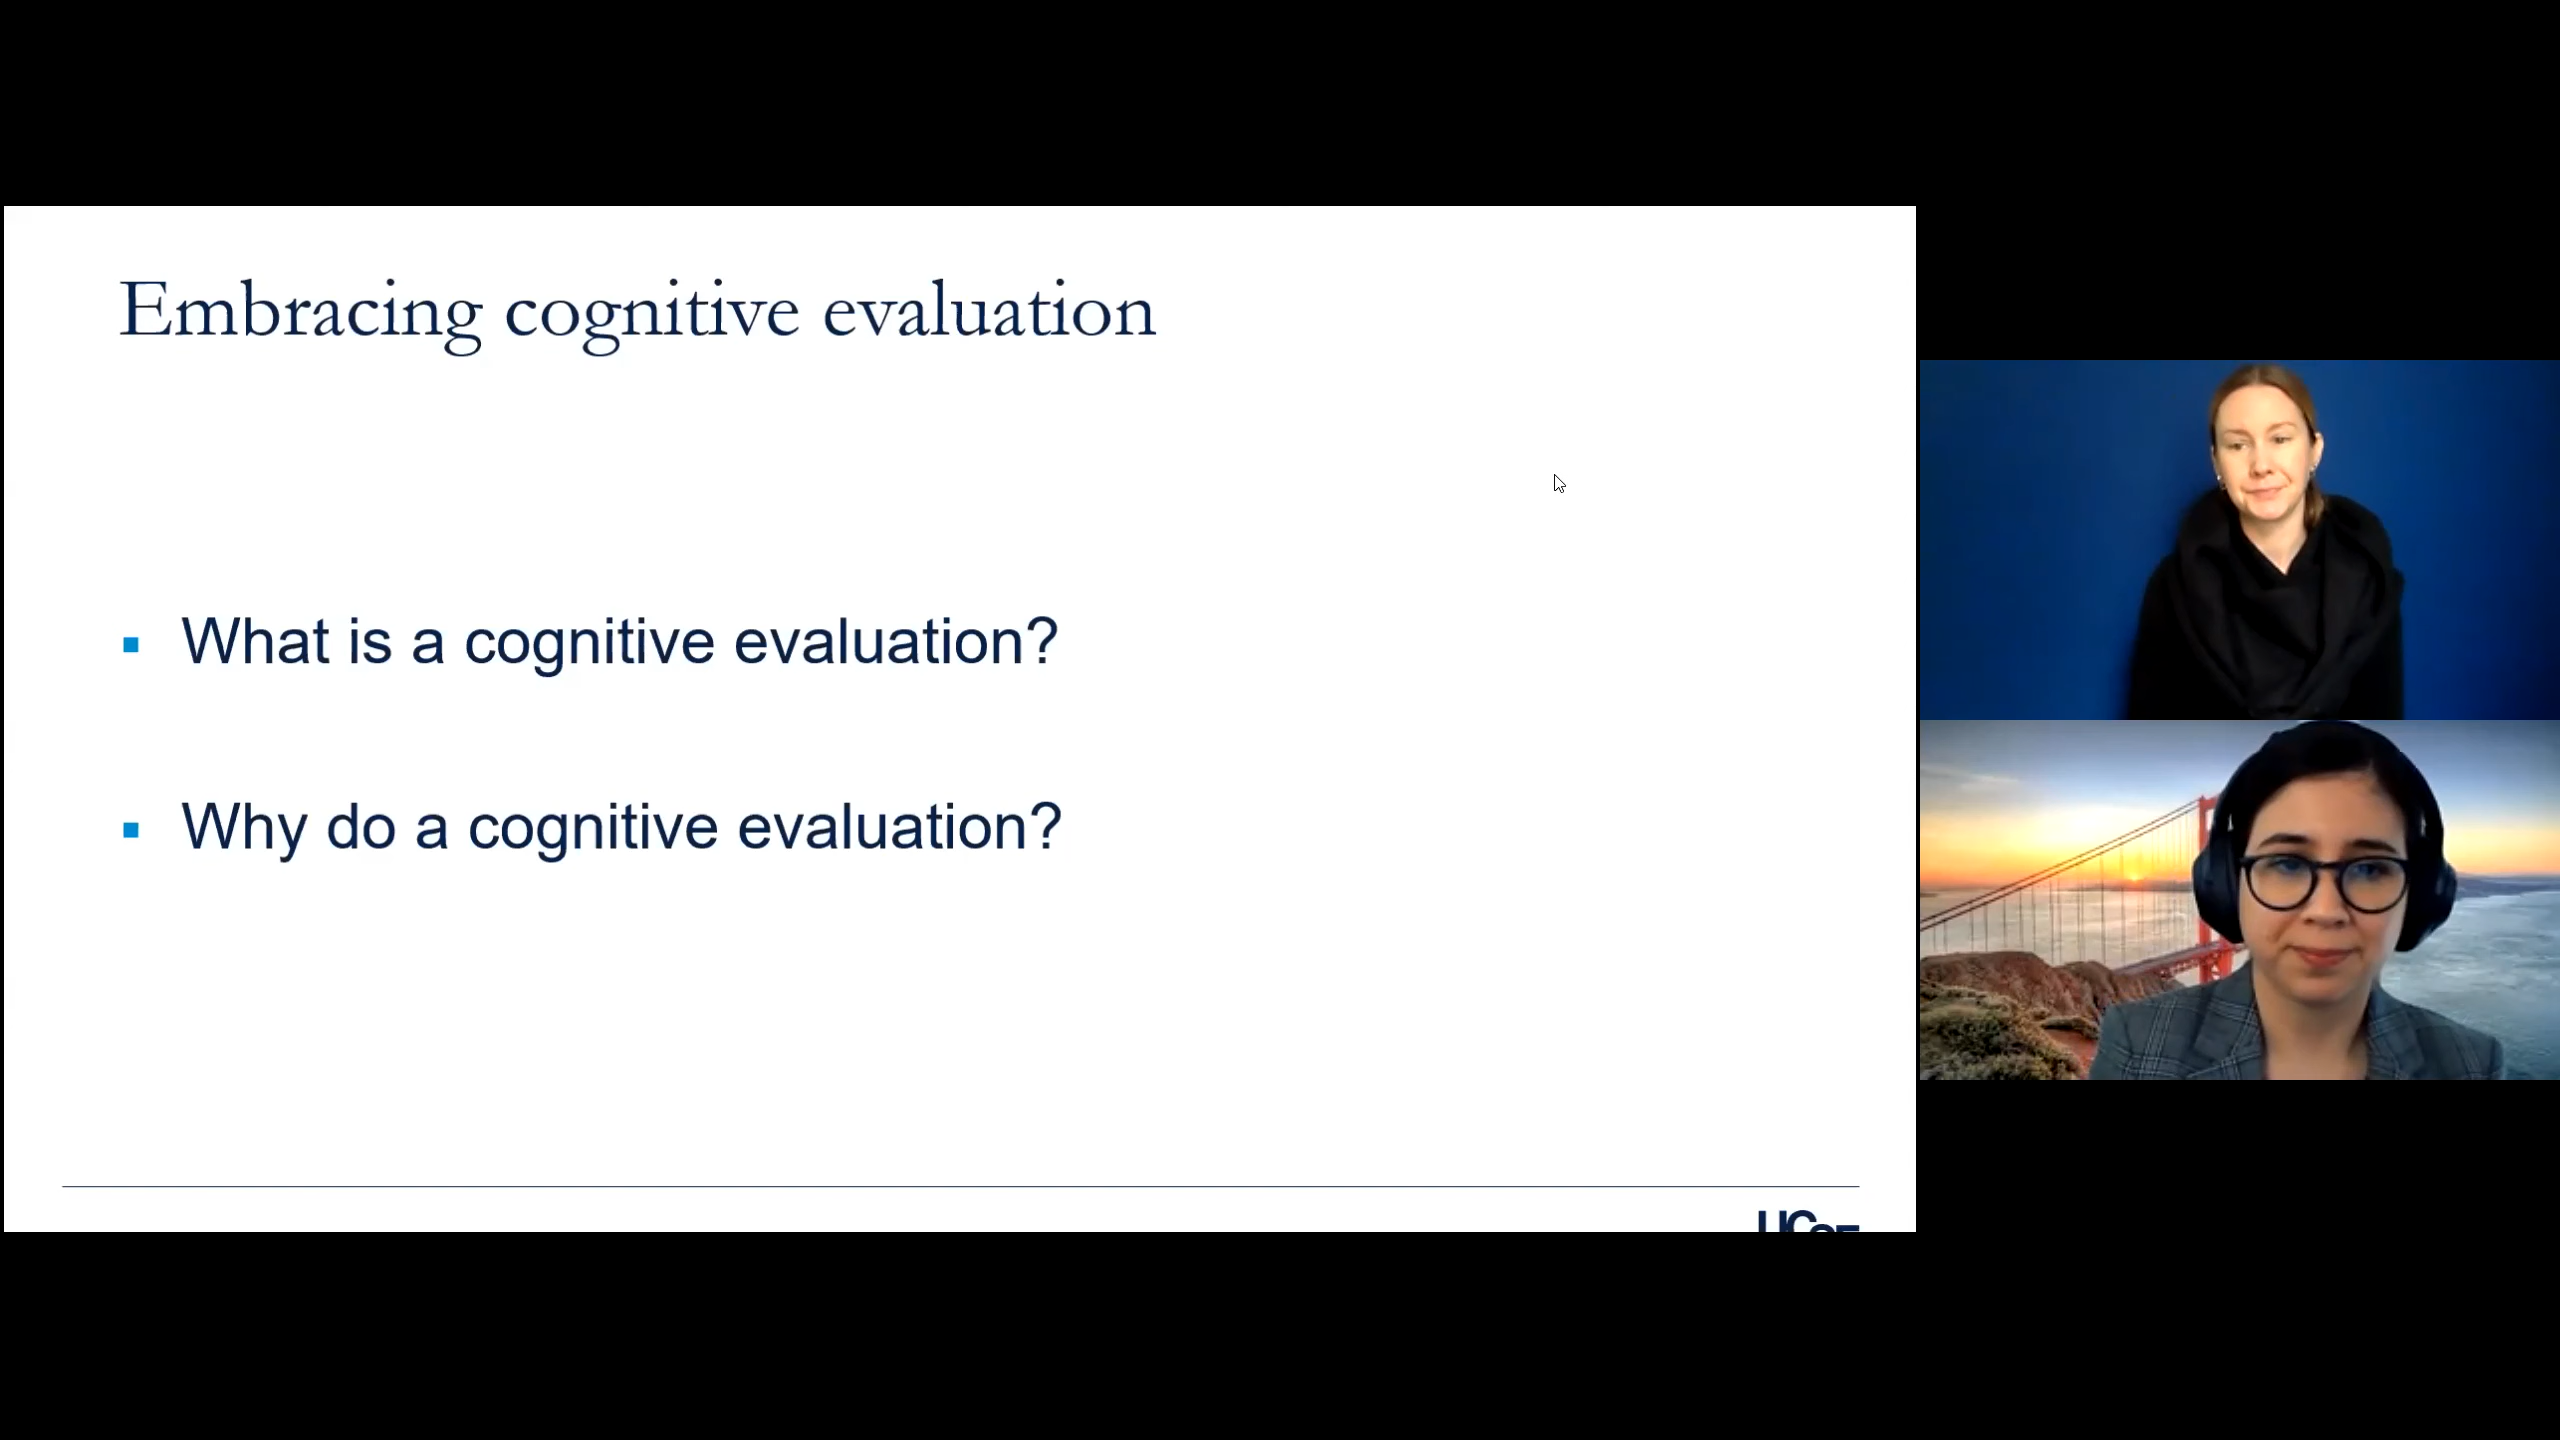 Embracing cognitive evaluation
What is a cognitive evaluation?
Why do a cognitive evaluation?